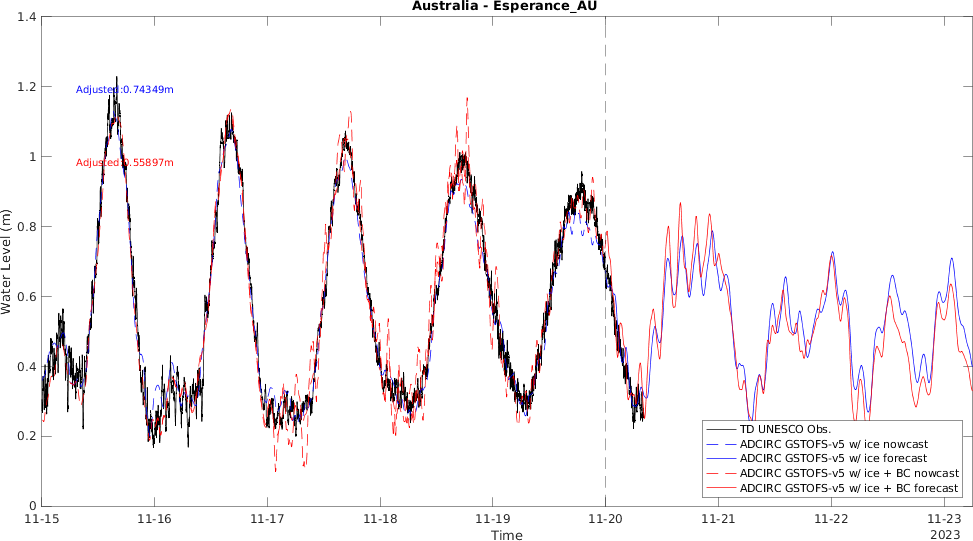 Australia - Esperance_AU
1.4
1.2
1
0.8
0.6
0.4
0.2
0
Water Level (m)
Adjusted:0.74349m
Adjusted:0.55897m
TD UNESCO Obs.
ADCIRC GSTOFS-v5 w/ ice nowcast
ADCIRC GSTOFS-v5 w/ ice forecast
ADCIRC GSTOFS-v5 w/ ice + BC nowcast
ADCIRC GSTOFS-v5 w/ ice + BC forecast
11-15 11-16 11-17 11-18 11-19 11-20 11-21 11-22 11-23
Time
2023